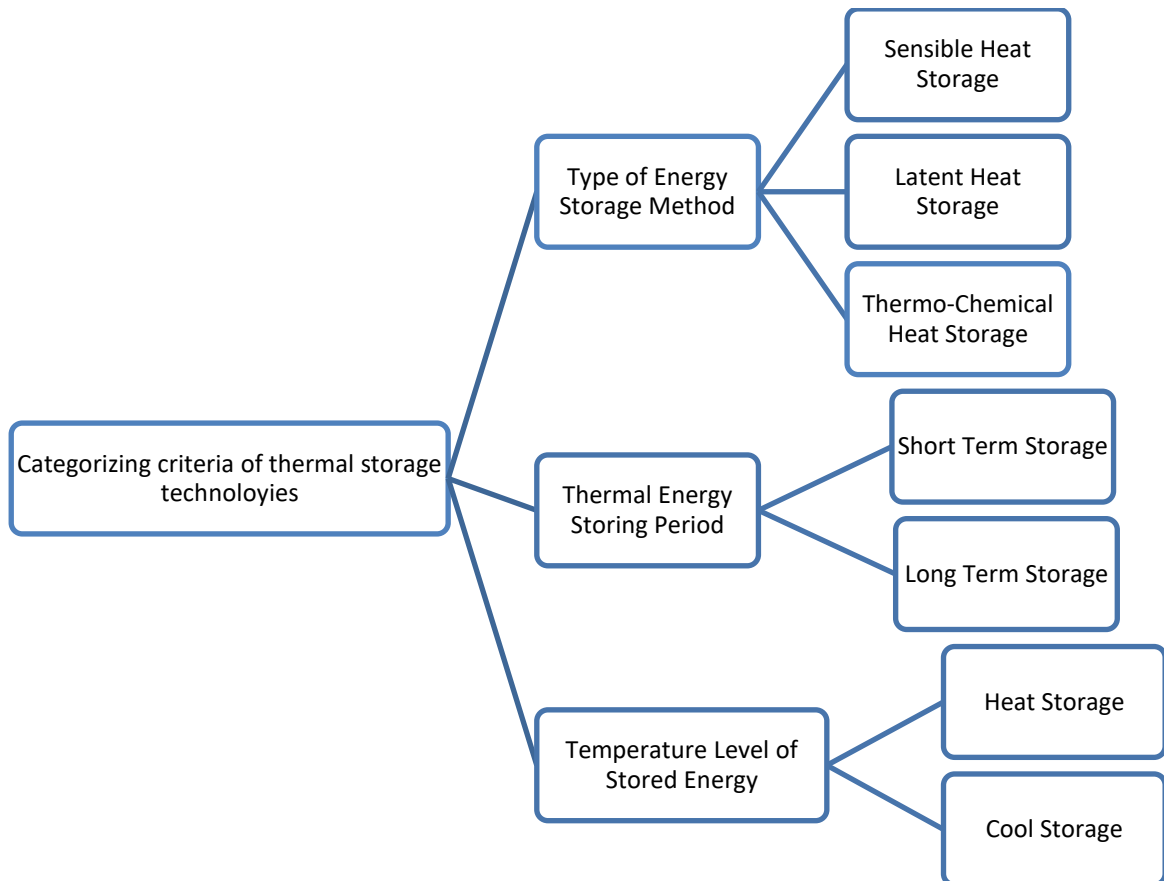 Categorizing criteria of thermal storage
technoloyies
Type of Energy
Storage Method
Sensible Heat
Storage
Latent Heat
Storage
Thermo-Chemical
Heat Storage
Thermal Energy
Storing Period
Short Term Storage
Long Term Storage
Temperature Level of
Stored Energy
Heat Storage
Cool Storage